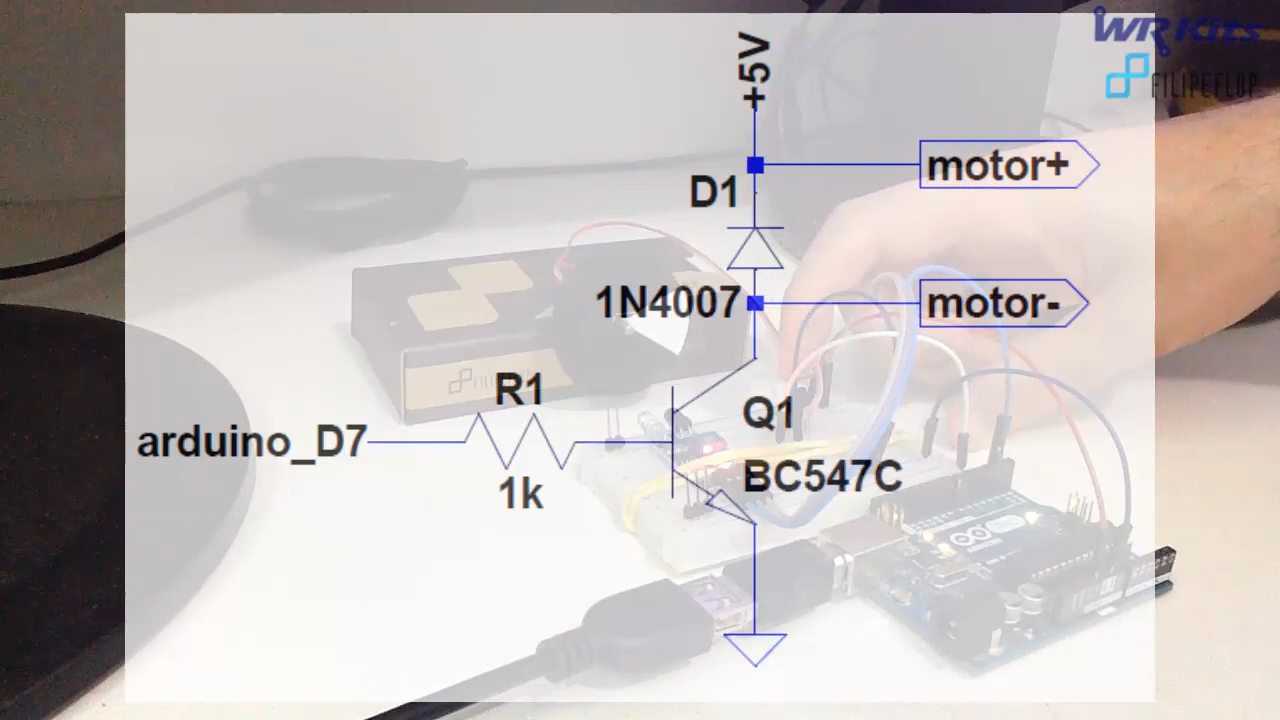 WR Kits
FILIPEFLOP
+5V
motor+
D1
1N4007
motor-
R1
arduino_D7
1k
Q1
BC547C